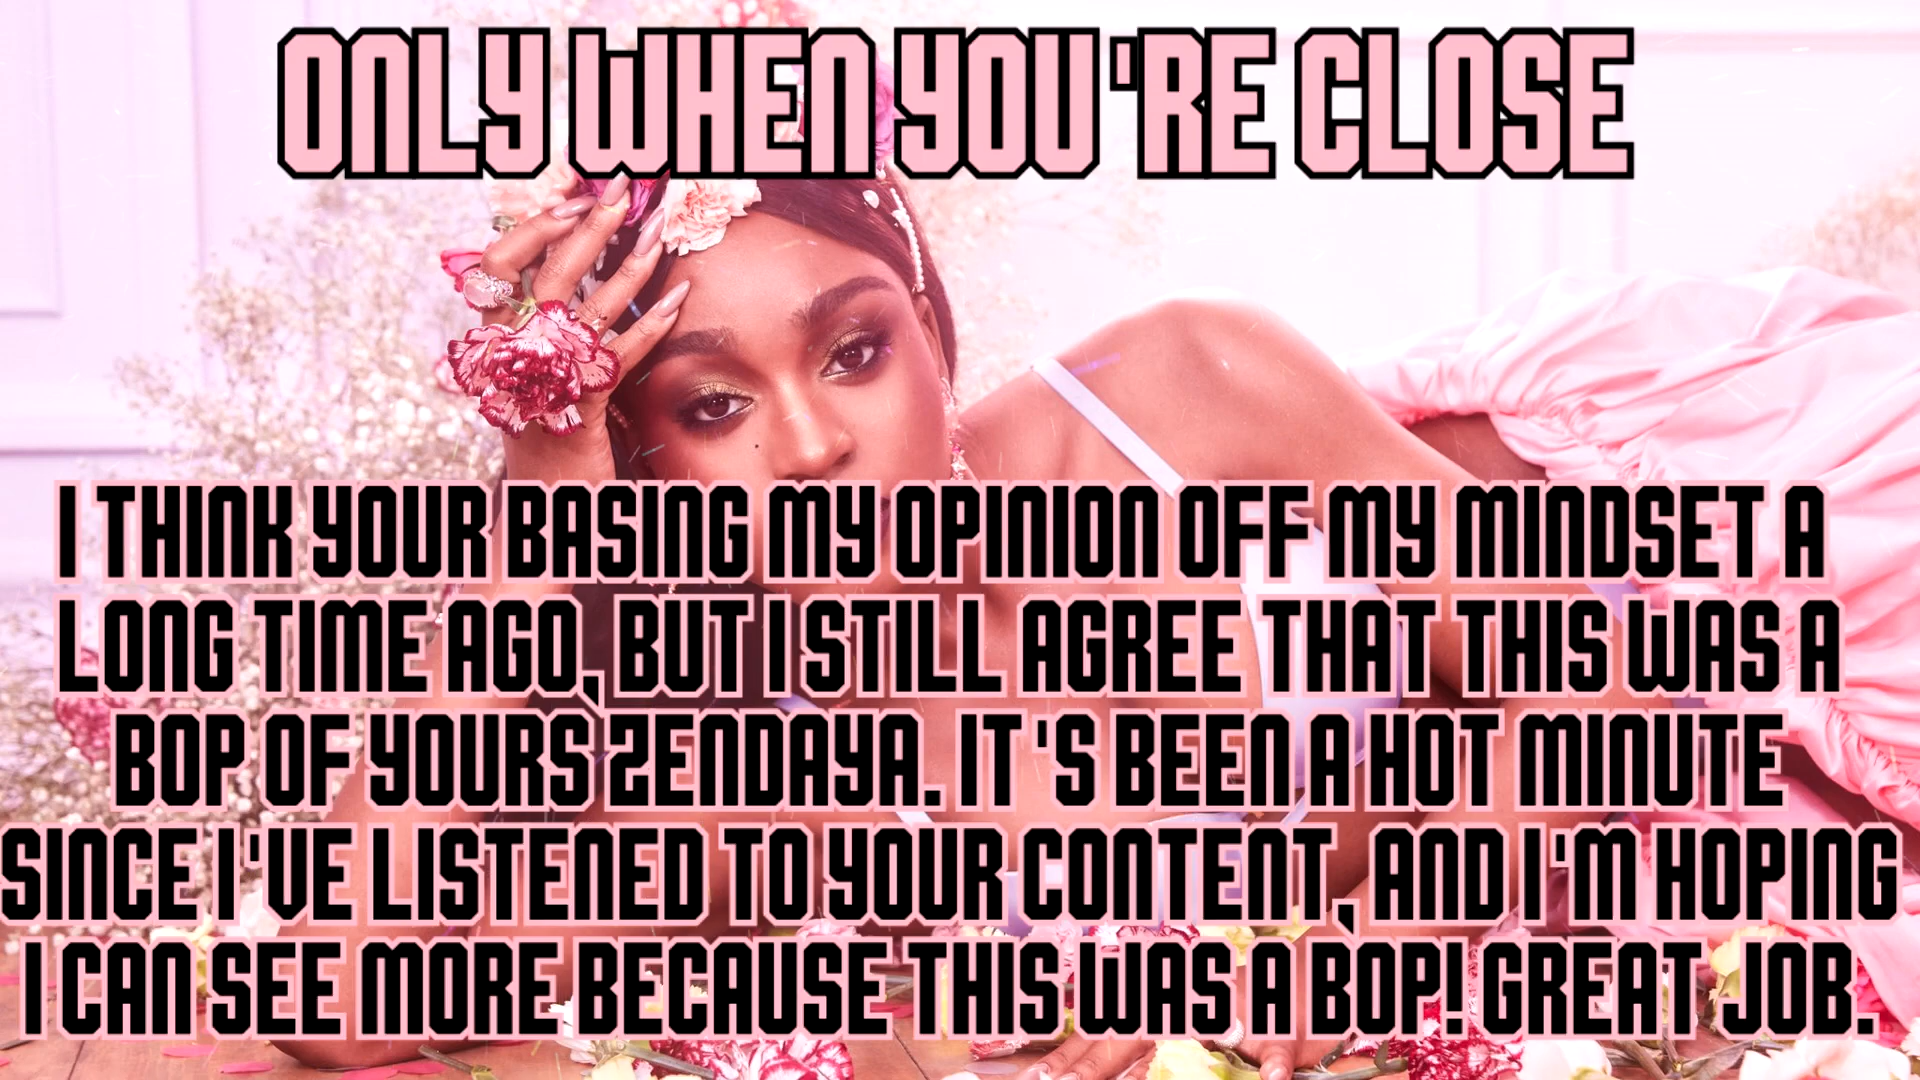 ONLY WHEN YOU'RE CLOSE
I THINK YOUR BASING MY OPINION OFF MY MINDSET A
LONG TIME AGO, BUT I STILL AGREE THAT THIS WAS A
BOP OF YOURS ZENDAYA. IT'S BEEN A HOT MINUTE
SINCE I'VE LISTENED TO YOUR CONTENT, AND I'M HOPING
I CAN SEE MORE BECAUSE THIS WAS A BOP! GREAT JOB.